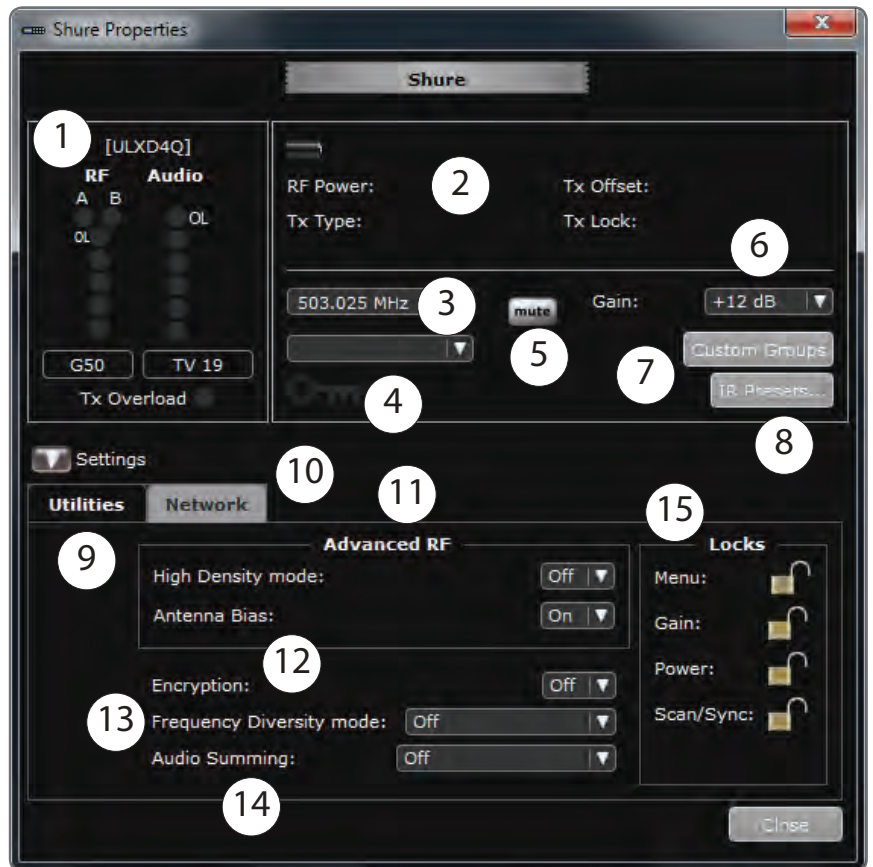 Shure Properties
X
Shure
1
[ULXD4Q]
RF Audio
A B
OL
OL
G50 TV 19
Tx Overload
2
RF Power: Tx Offset:
Tx Type: Tx Lock:
6
503.025 MHz 3 mute Gain: +12 dB
5
Custom Groups
7
4
IR Presets...
8
Settings
10
11
Utilities Network
15
9
Advanced RF
High Density mode: Off
Antenna Bias: On
12
Encryption: Off
13 Frequency Diversity mode: Off
Audio Summing: Off
14
Locks
Menu:
Gain:
Power:
Scan/Sync:
Close